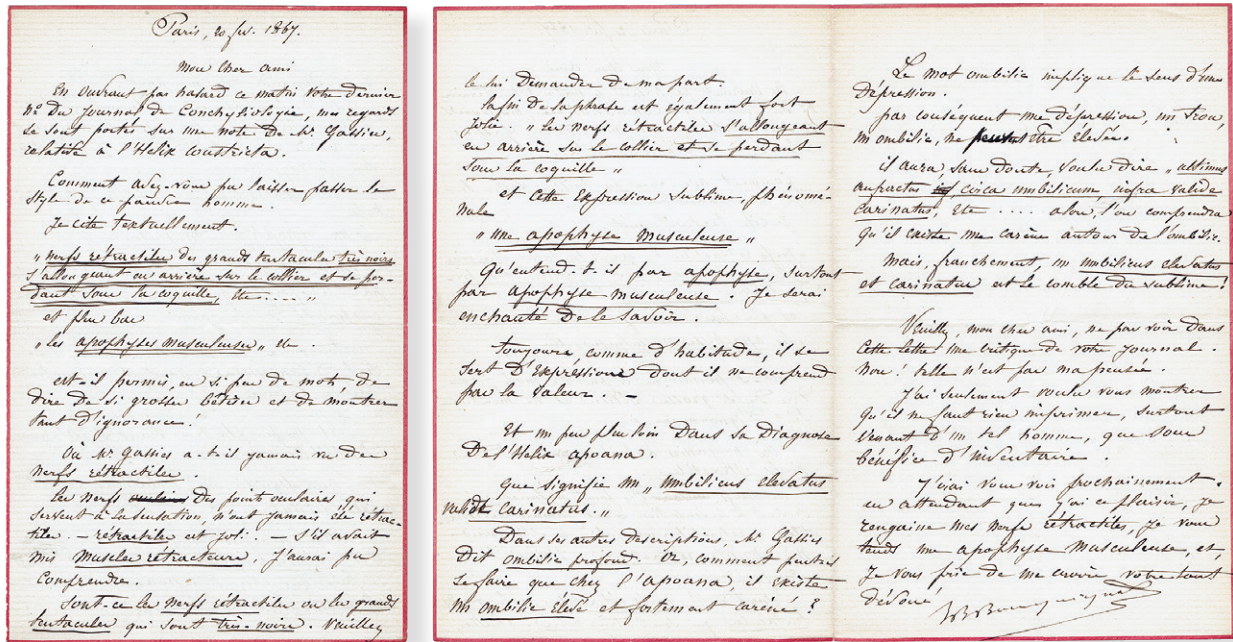 Paris, 20 fév. 1867.
Mon cher ami
En ouvrant par hasard ce matin votre dernier
n° du Journal de Conchyliologie, mes regards
se sont portés sur une note de Mr. Gassies,
relative à l'Helix constricta.
Comment avez-vous pu laisser passer le
style de ce pauvre homme.
Je cite textuellement.
„ nerfs rétractiles des grands tentacules très noirs
s'allongeant en arrière sur le collier et se per-
dant sous la coquille, etc..... „
et plus bas
„ les apophyses musculeuses „ etc.
est-il permis, en si peu de mots, de
dire de si grosses bêtises et de montrer
tant d'ignorance!
Où Mr Gassies a-t-il jamais vu des
nerfs rétractiles.
Les nerfs des points oculaires qui
servent à la sensation, n'ont jamais été rétrac-
tiles. — rétractiles est joli. — S'il avait
mis muscles rétracteurs, j'aurais pu
comprendre.
Sont-ce les nerfs rétractiles ou les grands
tentacules qui sont très-noirs. Veuillez
le lui demander de ma part.
La fin de la phrase est également fort
jolie. „ Les nerfs rétractiles s'allongeant
en arrière sur le collier et se perdant
sous la coquille „
et cette expression sublime, phénomé-
nale
„ une apophyse musculeuse „
Qu'entend-t-il par apophyse, surtout
par apophyse musculeuse. Je serai
enchanté de le savoir.
Toujours, comme d'habitude, il se
sert d'expressions dont il ne comprend
pas la valeur. —
Et un peu plus loin dans sa diagnose
de l'Helix apoana.
que signifie un „ umbilicus elevatus
valide carinatus. „
Dans ses autres descriptions, Mr Gassies
dit ombilic profond. Or, comment peut-il
se faire que chez l'apoana, il existe
un ombilic élevé et fortement caréné?
Le mot ombilic implique le sens d'une
dépression.
par conséquent une dépression, un trou,
un ombilic, ne être élevés.
il aura, sans doute, voulu dire „ ultimus
anfractus circa umbilicum infra valide
carinatus, etc .... alors, l'on comprendra
qu'il existe une carène autour de l'ombilic.
Mais, franchement, un umbilicus elevatus
et carinatus est le comble du sublime!
Veuillez, mon cher ami, ne pas voir dans
cette lettre une critique de votre Journal.
Non! telle n'est pas ma pensée.
J'ai seulement voulu vous montrer
qu'il ne faut rien imprimer, surtout
venant d'un tel homme, que sous
bénéfice d'inventaire.
J'irai vous voir prochainement.
en attendant que j'ai ce plaisir, je
rengaine mes nerfs rétractiles, je vous
tends une apophyse musculeuse, et,
je vous prie de me croire, votre tout
dévoué
JR Bourguignat